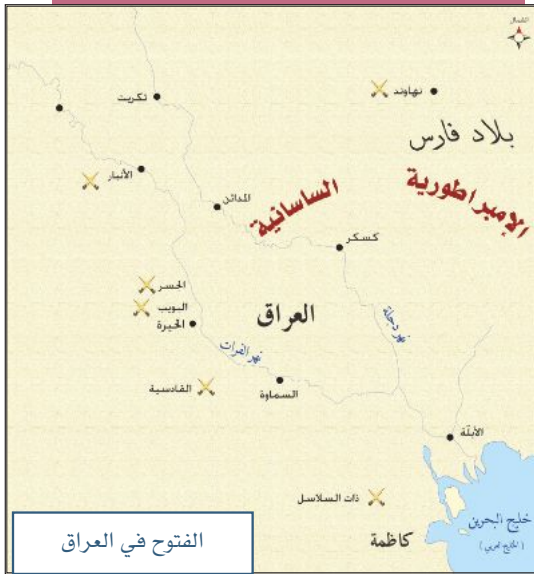 الشمال
نهاوند
تكريت
بلاد فارس
الإمبراطورية
الساسانية
الأنبار
المدائن
كسكر
الجسر
البويب
الحيرة
العراق
نهر دجلة
نهر الفرات
القادسية
السماوة
الأبلّة
ذات السلاسل
خليج البحرين
(الخليج العربي)
كاظمة
الفتوح في العراق